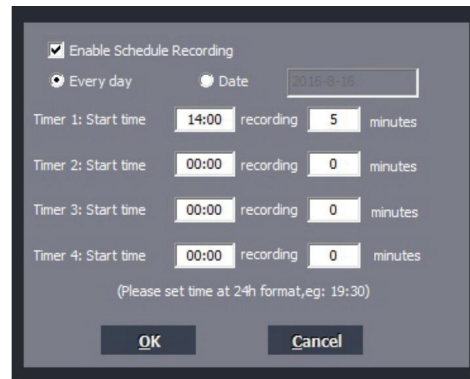 Enable Schedule Recording
Every day Date 2016-8-16
Timer 1: Start time 14:00 recording 5 minutes
Timer 2: Start time 00:00 recording 0 minutes
Timer 3: Start time 00:00 recording 0 minutes
Timer 4: Start time 00:00 recording 0 minutes
(Please set time at 24h format,eg: 19:30)
OK Cancel